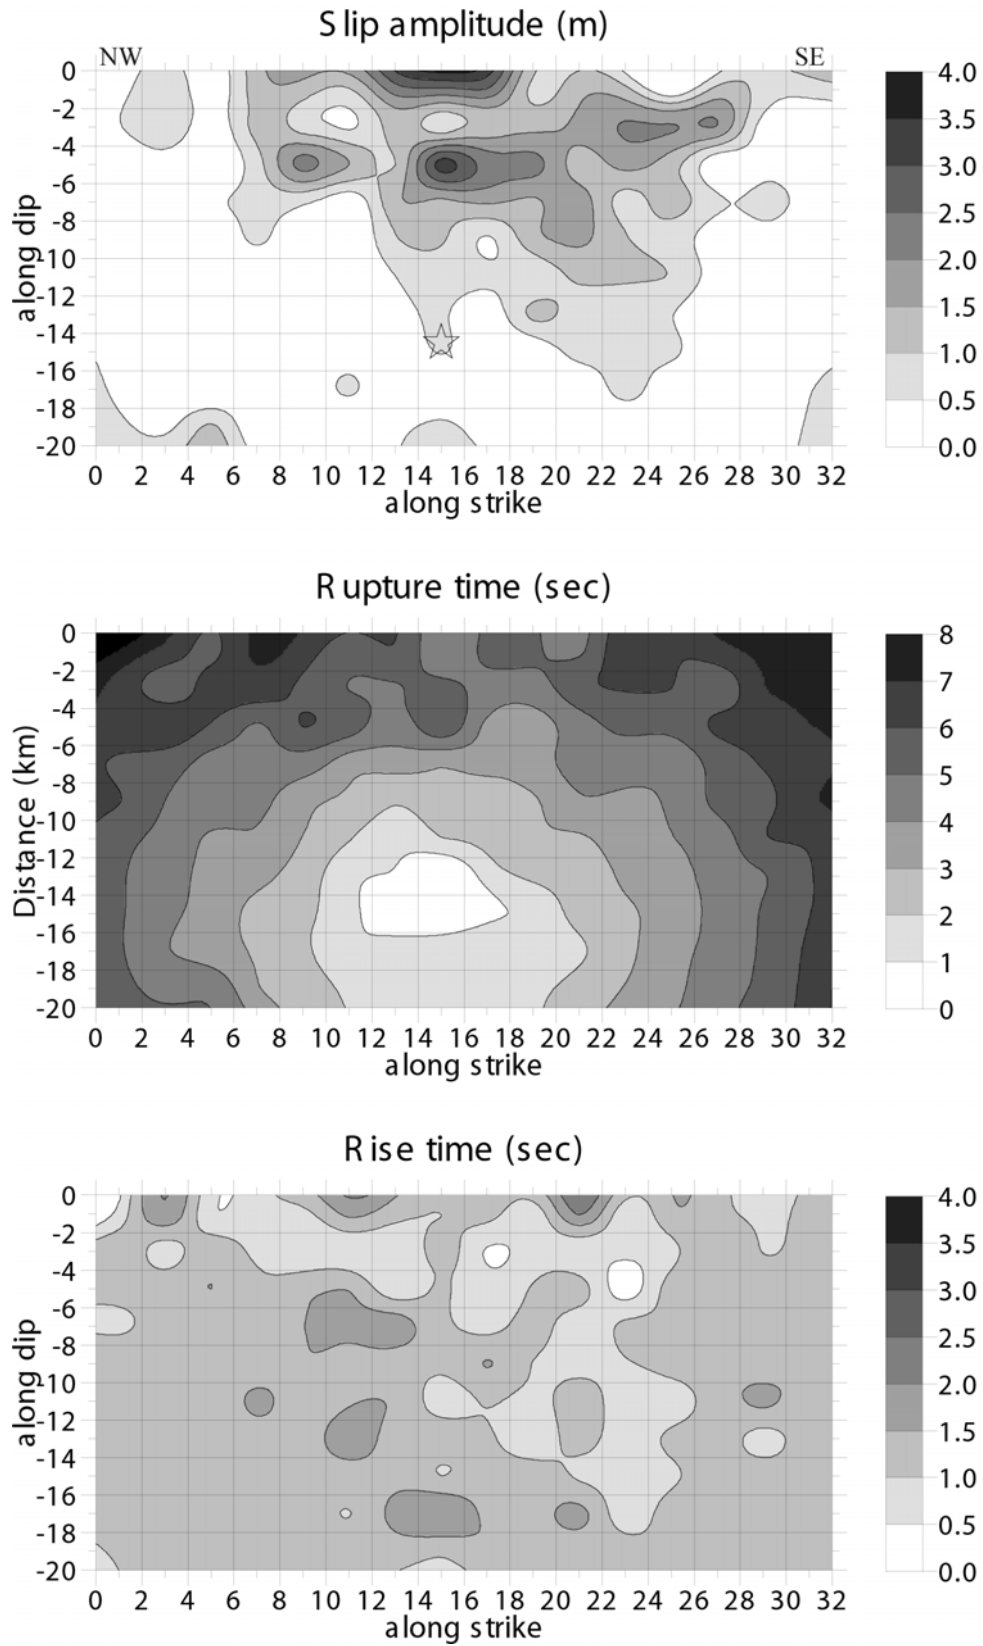 Slip amplitude (m)
NW SE
0 4.0
-2 3.5
-4 3.0
-6 2.5
-8 2.0
-10 1.5
-12 1.0
-14 0.5
-16 0.0
-18
-20
along dip
0 2 4 6 8 10 12 14 16 18 20 22 24 26 28 30 32
along strike
Rupture time (sec)
0 8
-2 7
-4 6
-6 5
-8 4
-10 3
-12 2
-14 1
-16 0
-18
-20
Distance (km)
0 2 4 6 8 10 12 14 16 18 20 22 24 26 28 30 32
along strike
Rise time (sec)
0 4.0
-2 3.5
-4 3.0
-6 2.5
-8 2.0
-10 1.5
-12 1.0
-14 0.5
-16 0.0
-18
-20
along dip
0 2 4 6 8 10 12 14 16 18 20 22 24 26 28 30 32
along strike